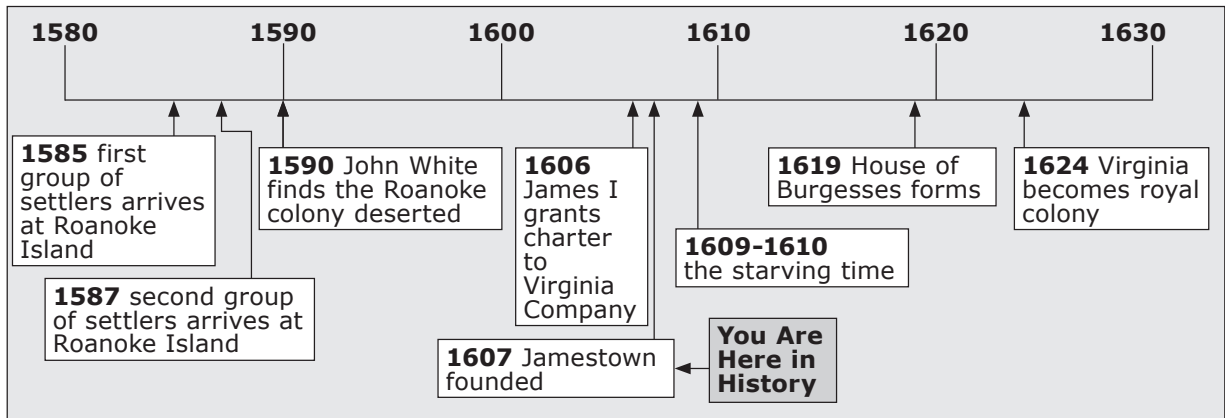 1580 1590 1600 1610 1620 1630
1585 first
group of
settlers arrives
at Roanoke
Island
1587 second group
of settlers arrives at
Roanoke Island
1590 John White
finds the Roanoke
colony deserted
1606
James I
grants
charter
to
Virginia
Company
1607 Jamestown
founded
You Are
Here in
History
1609-1610
the starving time
1619 House of
Burgesses forms
1624 Virginia
becomes royal
colony